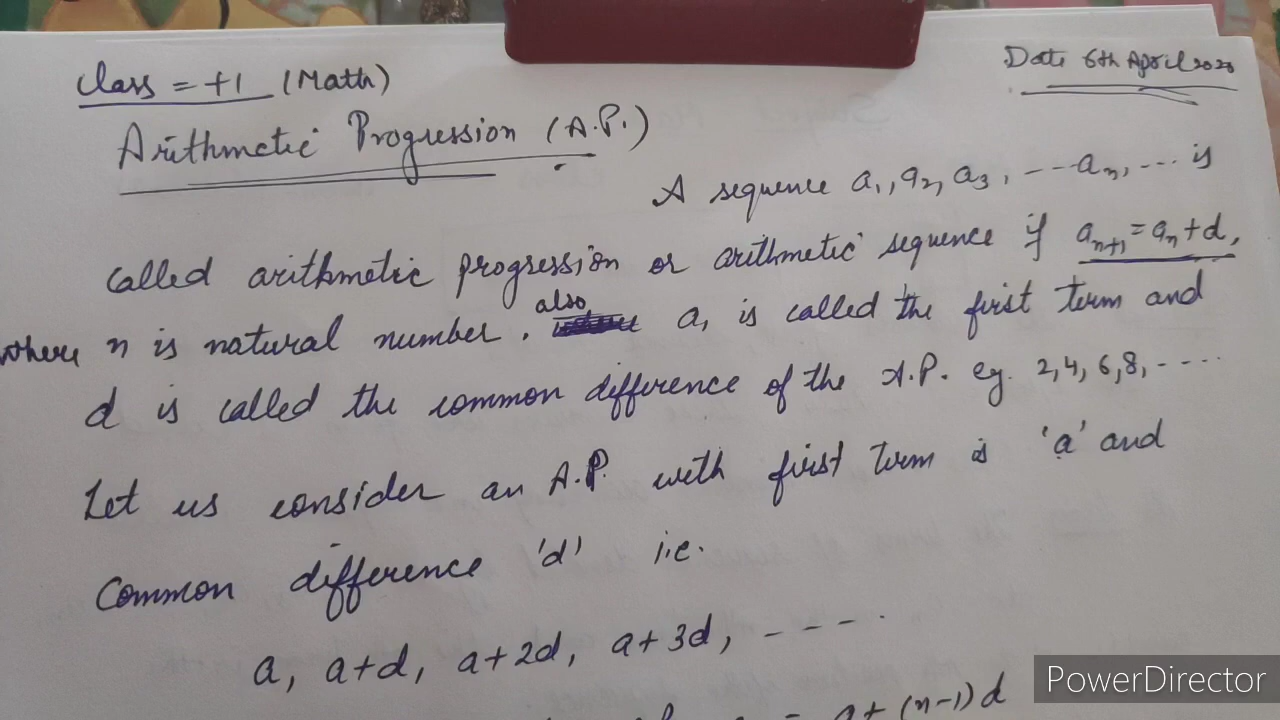 Class = +1 (Math)
Date 6th April 2020
Arithmetic Progression (A.P.)
A sequence a₁, a₂, a₃, ---aₙ, ... is
called arithmetic progression or arithmetic sequence if aₙ₊₁ = aₙ + d,
where n is natural number. also a₁ is called the first term and
d is called the common difference of the A.P. eg. 2, 4, 6, 8, ----
Let us consider an A.P. with first term is 'a' and
Common difference 'd' i.e.
a, a+d, a+2d, a+3d, ----
= a+(n-1)d
PowerDirector